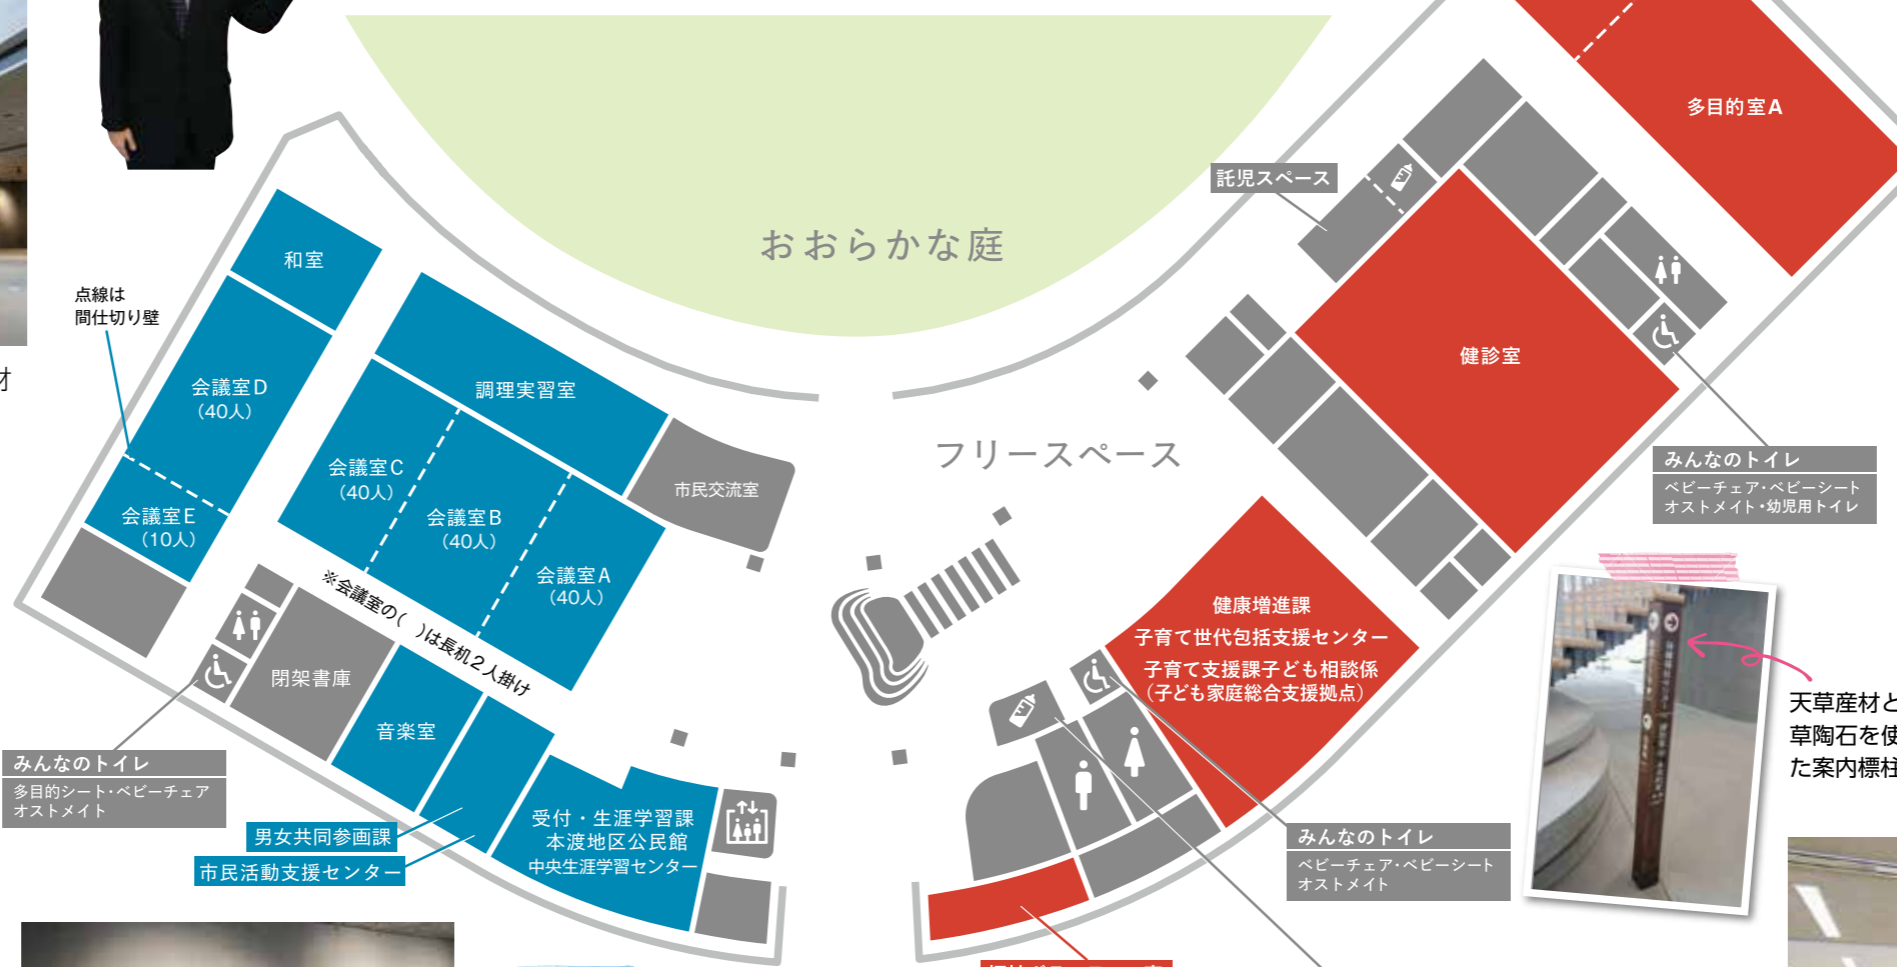 おおらかな庭
多目的室A
託児スペース
和室
点線は
間仕切り壁
材
会議室D
（40人）
調理実習室
健診室
フリースペース
会議室C
（40人）
市民交流室
会議室B
（40人）
会議室E
（10人）
会議室A
（40人）
※会議室の(　)は長机２人掛け
みんなのトイレ
ベビーチェア・ベビーシート
オストメイト・幼児用トイレ
健康増進課
子育て世代包括支援センター
子育て支援課子ども相談係
（子ども家庭総合支援拠点）
閉架書庫
音楽室
みんなのトイレ
多目的シート・ベビーチェア
オストメイト
男女共同参画課
市民活動支援センター
受付・生涯学習課
本渡地区公民館
中央生涯学習センター
みんなのトイレ
ベビーチェア・ベビーシート
オストメイト
天草産材と
草陶石を使
た案内標柱